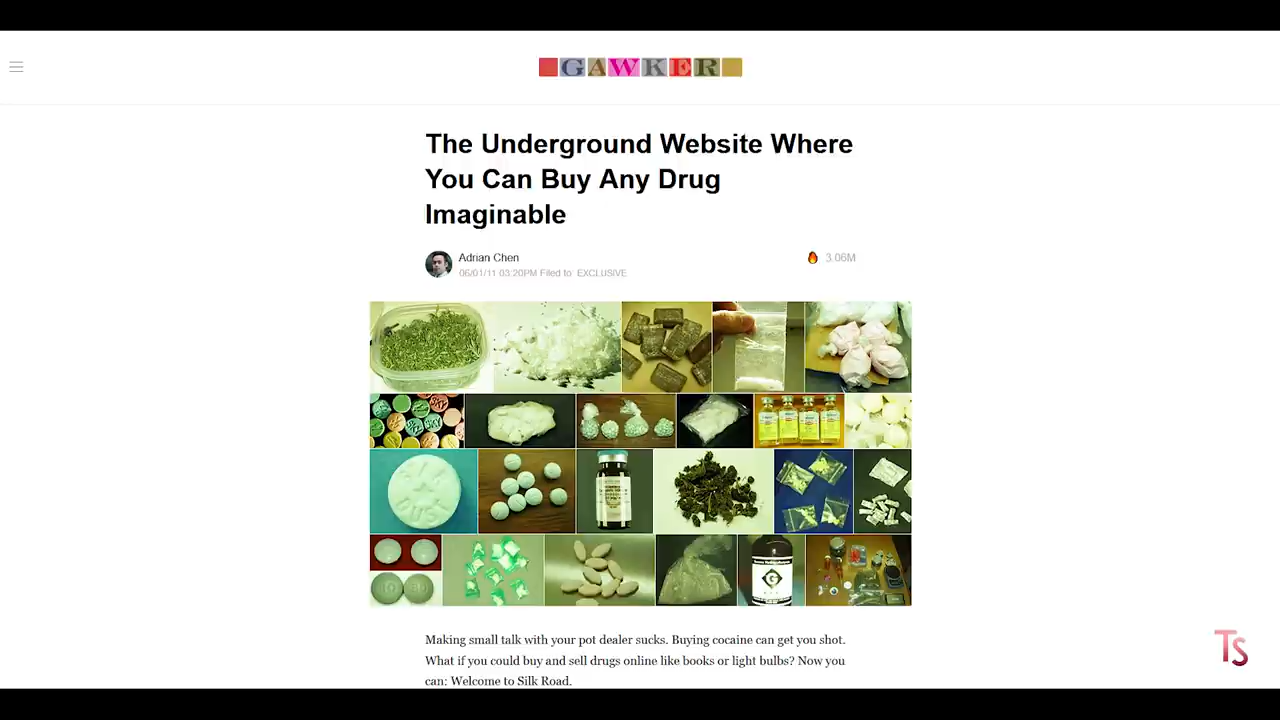 GAWKER
The Underground Website Where
You Can Buy Any Drug
Imaginable
Adrian Chen
3.06M
06/01/11 03:20PM Filed to EXCLUSIVE
Making small talk with your pot dealer sucks. Buying cocaine can get you shot.
What if you could buy and sell drugs online like books or light bulbs? Now you
can: Welcome to Silk Road.
TS